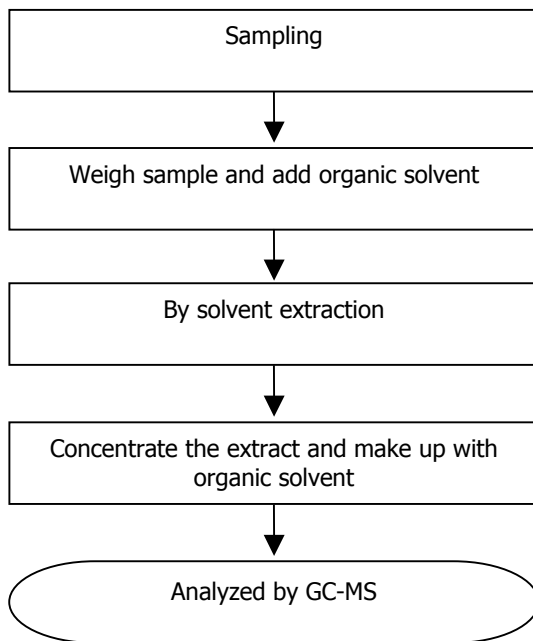 Sampling
Weigh sample and add organic solvent
By solvent extraction
Concentrate the extract and make up with
organic solvent
Analyzed by GC-MS